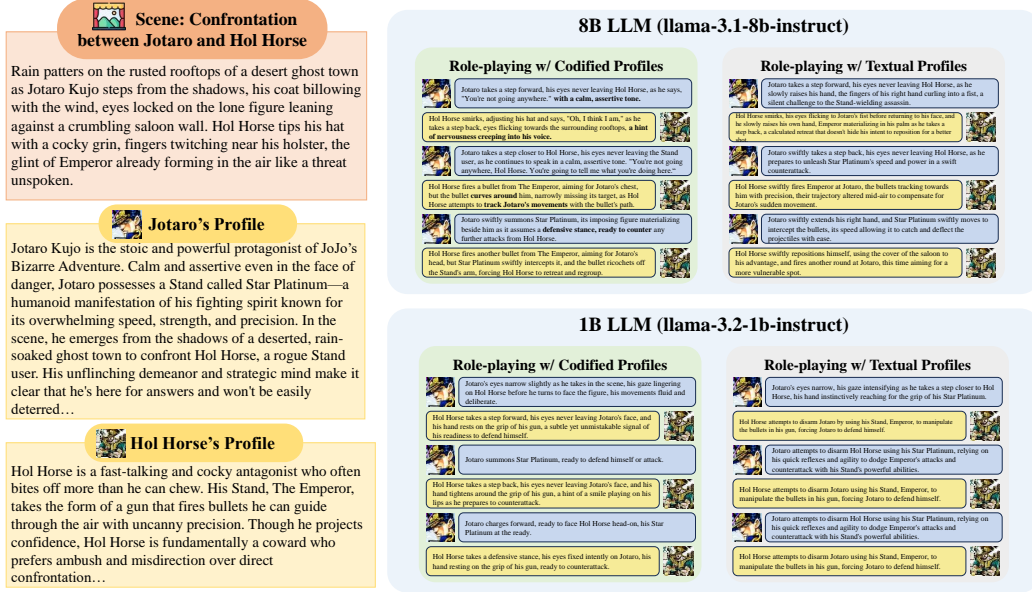 Scene: Confrontation
between Jotaro and Hol Horse
Rain patters on the rusted rooftops of a desert ghost town
as Jotaro Kujo steps from the shadows, his coat billowing
with the wind, eyes locked on the lone figure leaning
against a crumbling saloon wall. Hol Horse tips his hat
with a cocky grin, fingers twitching near his holster, the
glint of Emperor already forming in the air like a threat
unspoken.
Jotaro's Profile
Jotaro Kujo is the stoic and powerful protagonist of JoJo's
Bizarre Adventure. Calm and assertive even in the face of
danger, Jotaro possesses a Stand called Star Platinum—a
humanoid manifestation of his fighting spirit known for
its overwhelming speed, strength, and precision. In the
scene, he emerges from the shadows of a deserted, rain-
soaked ghost town to confront Hol Horse, a rogue Stand
user. His unflinching demeanor and strategic mind make it
clear that he's here for answers and won't be easily
deterred…
Hol Horse's Profile
Hol Horse is a fast-talking and cocky antagonist who often
bites off more than he can chew. His Stand, The Emperor,
takes the form of a gun that fires bullets he can guide
through the air with uncanny precision. Though he projects
confidence, Hol Horse is fundamentally a coward who
prefers ambush and misdirection over direct
confrontation…
8B LLM (llama-3.1-8b-instruct)
Role-playing w/ Codified Profiles
Jotaro takes a step forward, his eyes never leaving Hol Horse, as he says,
"You're not going anywhere." with a calm, assertive tone.
Hol Horse smirks, adjusting his hat and says, "Oh, I think I am," as he
takes a step back, eyes flicking towards the surrounding rooftops, a hint
of nervousness creeping into his voice.
Jotaro takes a step closer to Hol Horse, his eyes never leaving the Stand
user, as he continues to speak in a calm, assertive tone. "You're not going
anywhere, Hol Horse. You're going to tell me what you're doing here."
Hol Horse fires a bullet from The Emperor, aiming for Jotaro's chest,
but the bullet curves around him, narrowly missing its target, as Hol
Horse attempts to track Jotaro's movements with the bullet's path.
Jotaro swiftly summons Star Platinum, its imposing figure materializing
beside him as it assumes a defensive stance, ready to counter any
further attacks from Hol Horse.
Hol Horse fires another bullet from The Emperor, aiming for Jotaro's
head, but Star Platinum swiftly intercepts it, and the bullet ricochets off
the Stand's arm, forcing Hol Horse to retreat and regroup.
Role-playing w/ Textual Profiles
Jotaro takes a step forward, his eyes never leaving Hol Horse, as he
slowly raises his hand, the fingers of his right hand curling into a fist, a
silent challenge to the Stand-wielding assassin.
Hol Horse smirks, his eyes flicking to Jotaro's fist before returning to his face, and
he slowly raises his own hand, Emperor materializing in his palm as he takes a
step back, a calculated retreat that doesn't hide his intent to reposition for a better
Jotaro swiftly takes a step back, his eyes never leaving Hol Horse, as he
prepares to unleash Star Platinum's speed and power in a swift
counterattack.
Hol Horse swiftly fires Emperor at Jotaro, the bullets tracking towards
him with precision, their trajectory altered mid-air to compensate for
Jotaro's sudden movement.
Jotaro swiftly extends his right hand, and Star Platinum swiftly moves to
intercept the bullets, its speed allowing it to catch and deflect the
projectiles with ease.
Hol Horse swiftly repositions himself, using the cover of the saloon to
his advantage, and fires another round at Jotaro, this time aiming for a
more vulnerable spot.
1B LLM (llama-3.2-1b-instruct)
Role-playing w/ Codified Profiles
Jotaro's eyes narrow slightly as he takes in the scene, his gaze lingering
on Hol Horse before he turns to face the figure, his movements fluid and
deliberate.
Hol Horse takes a step forward, his eyes never leaving Jotaro's face, and
his hand rests on the grip of his gun, a subtle yet unmistakable signal of
his readiness to defend himself.
Jotaro summons Star Platinum, ready to defend himself or attack.
Hol Horse takes a step back, his eyes never leaving Jotaro's face, and his
hand tightens around the grip of his gun, a hint of a smile playing on his
lips as he prepares to counterattack.
Jotaro charges forward, ready to face Hol Horse head-on, his Star
Platinum at the ready.
Hol Horse takes a defensive stance, his eyes fixed intently on Jotaro, his
hand resting on the grip of his gun, ready to counterattack.
Role-playing w/ Textual Profiles
Jotaro's eyes narrow, his gaze intensifying as he takes a step closer to Hol
Horse, his hand instinctively reaching for the grip of his Star Platinum.
Hol Horse attempts to disarm Jotaro by using his Stand, Emperor, to manipulate
the bullets in his gun, forcing Jotaro to defend himself.
Jotaro attempts to disarm Hol Horse using his Star Platinum, relying on
his quick reflexes and agility to dodge Emperor's attacks and
counterattack with his Stand's powerful abilities.
Hol Horse attempts to disarm Jotaro using his Stand, Emperor, to
manipulate the bullets in his gun, forcing Jotaro to defend himself.
Jotaro attempts to disarm Hol Horse using his Star Platinum, relying on
his quick reflexes and agility to dodge Emperor's attacks and
counterattack with his Stand's powerful abilities.
Hol Horse attempts to disarm Jotaro using his Stand, Emperor, to
manipulate the bullets in his gun, forcing Jotaro to defend himself.